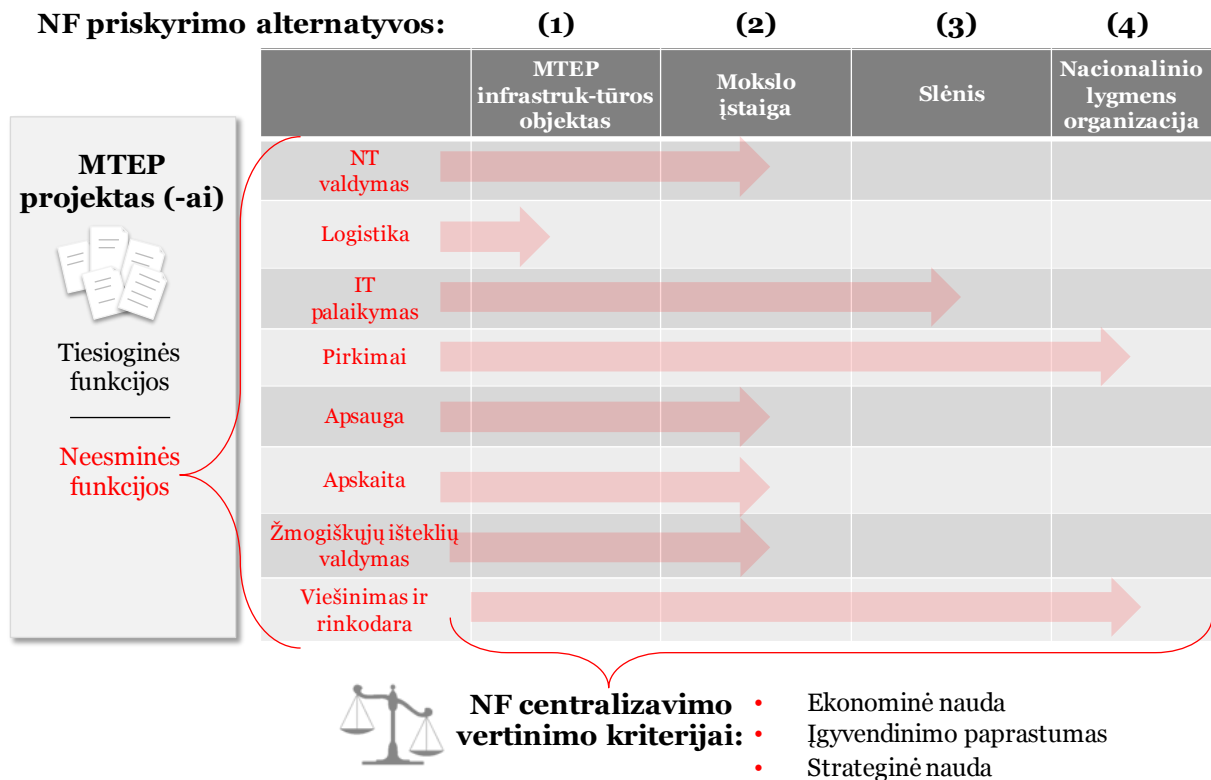 NF priskyrimo alternatyvos:
(1)
(2)
(3)
(4)
MTEP
infrastruk-tūros
objektas
Mokslo
įstaiga
Slėnis
Nacionalinio
lygmens
organizacija
MTEP
projektas (-ai)
Tiesioginės
funkcijos
Neesminės
funkcijos
NT
valdymas
Logistika
IT
palaikymas
Pirkimai
Apsauga
Apskaita
Žmogiškųjų išteklių
valdymas
Viešinimas ir
rinkodara
NF centralizavimo
vertinimo kriterijai:
• Ekonominė nauda
• Įgyvendinimo paprastumas
• Strateginė nauda